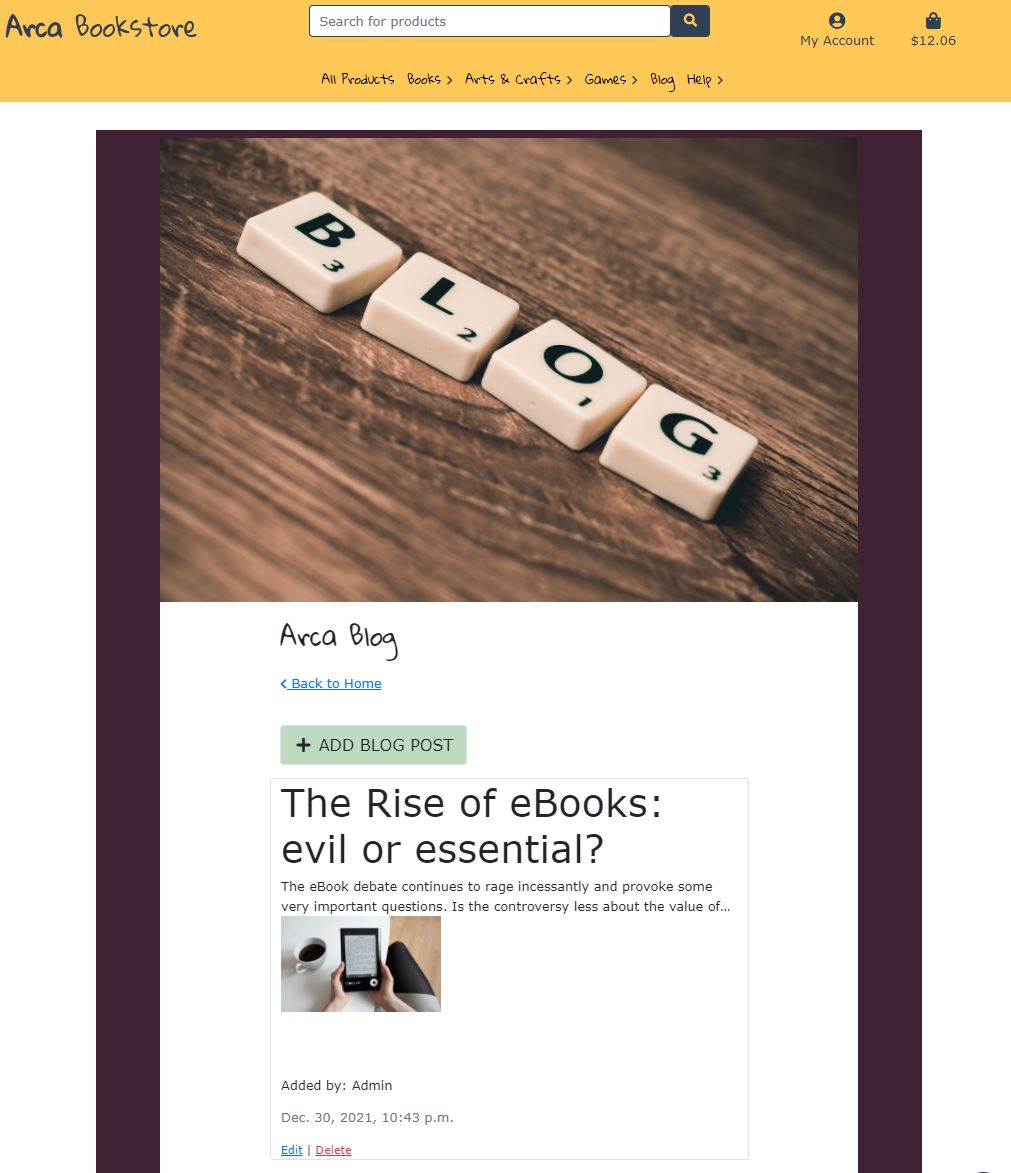 Arca Bookstore
Search for products
My Account
$12.06
All Products Books Arts & Crafts Games Blog Help
B 3
L 2
O 1
G 3
Arca Blog
Back to Home
+ ADD BLOG POST
The Rise of eBooks:
evil or essential?
The eBook debate continues to rage incessantly and provoke some
very important questions. Is the controversy less about the value of...
Added by: Admin
Dec. 30, 2021, 10:43 p.m.
Edit | Delete